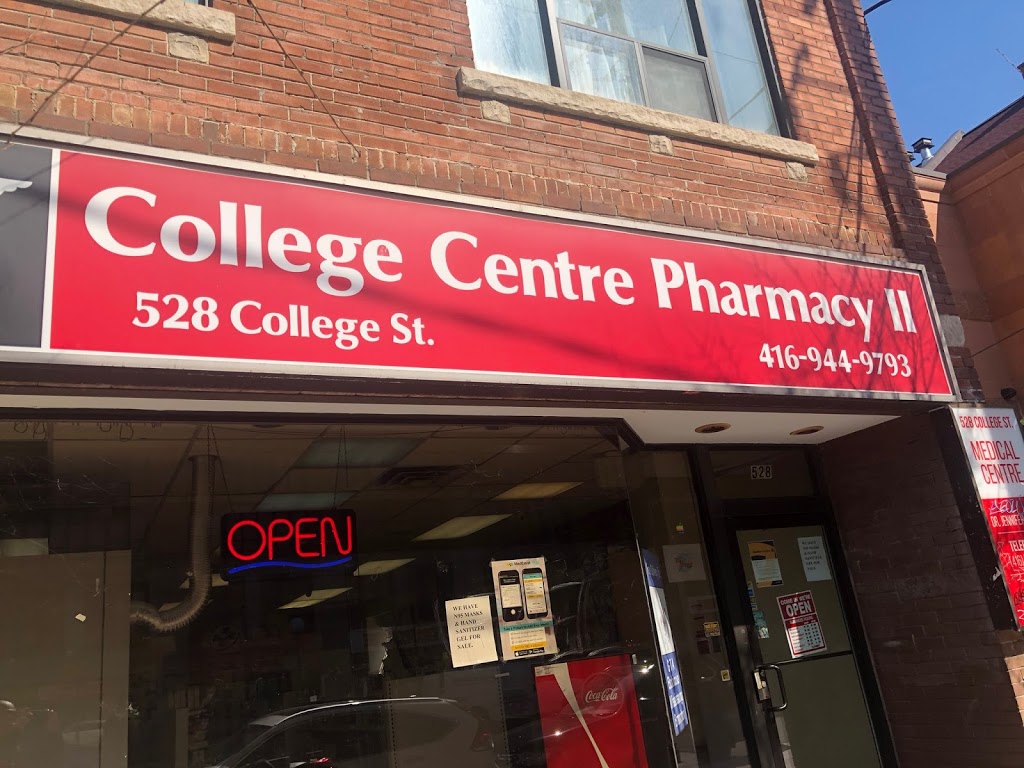 College Centre Pharmacy II
528 College St.
416-944-9793
528 COLLEGE ST.
MEDICAL
CENTRE
528
OPEN
WE HAVE
N95 MASKS
& HAND
SANITIZER
GEL FOR
SALE.
OPEN
Coca-Cola